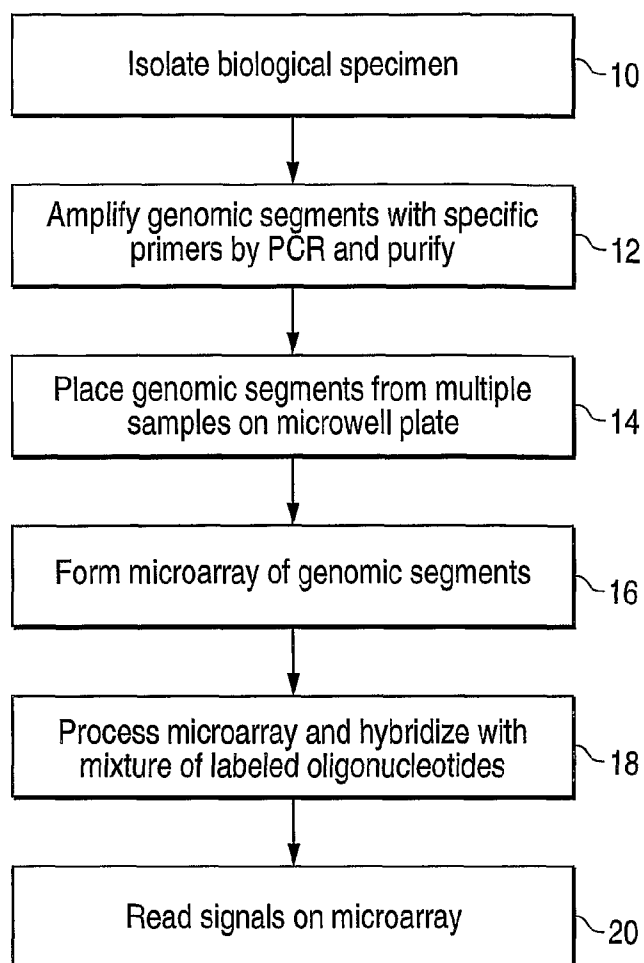 Isolate biological specimen
10
Amplify genomic segments with specific
primers by PCR and purify
12
Place genomic segments from multiple
samples on microwell plate
14
Form microarray of genomic segments
16
Process microarray and hybridize with
mixture of labeled oligonucleotides
18
Read signals on microarray
20